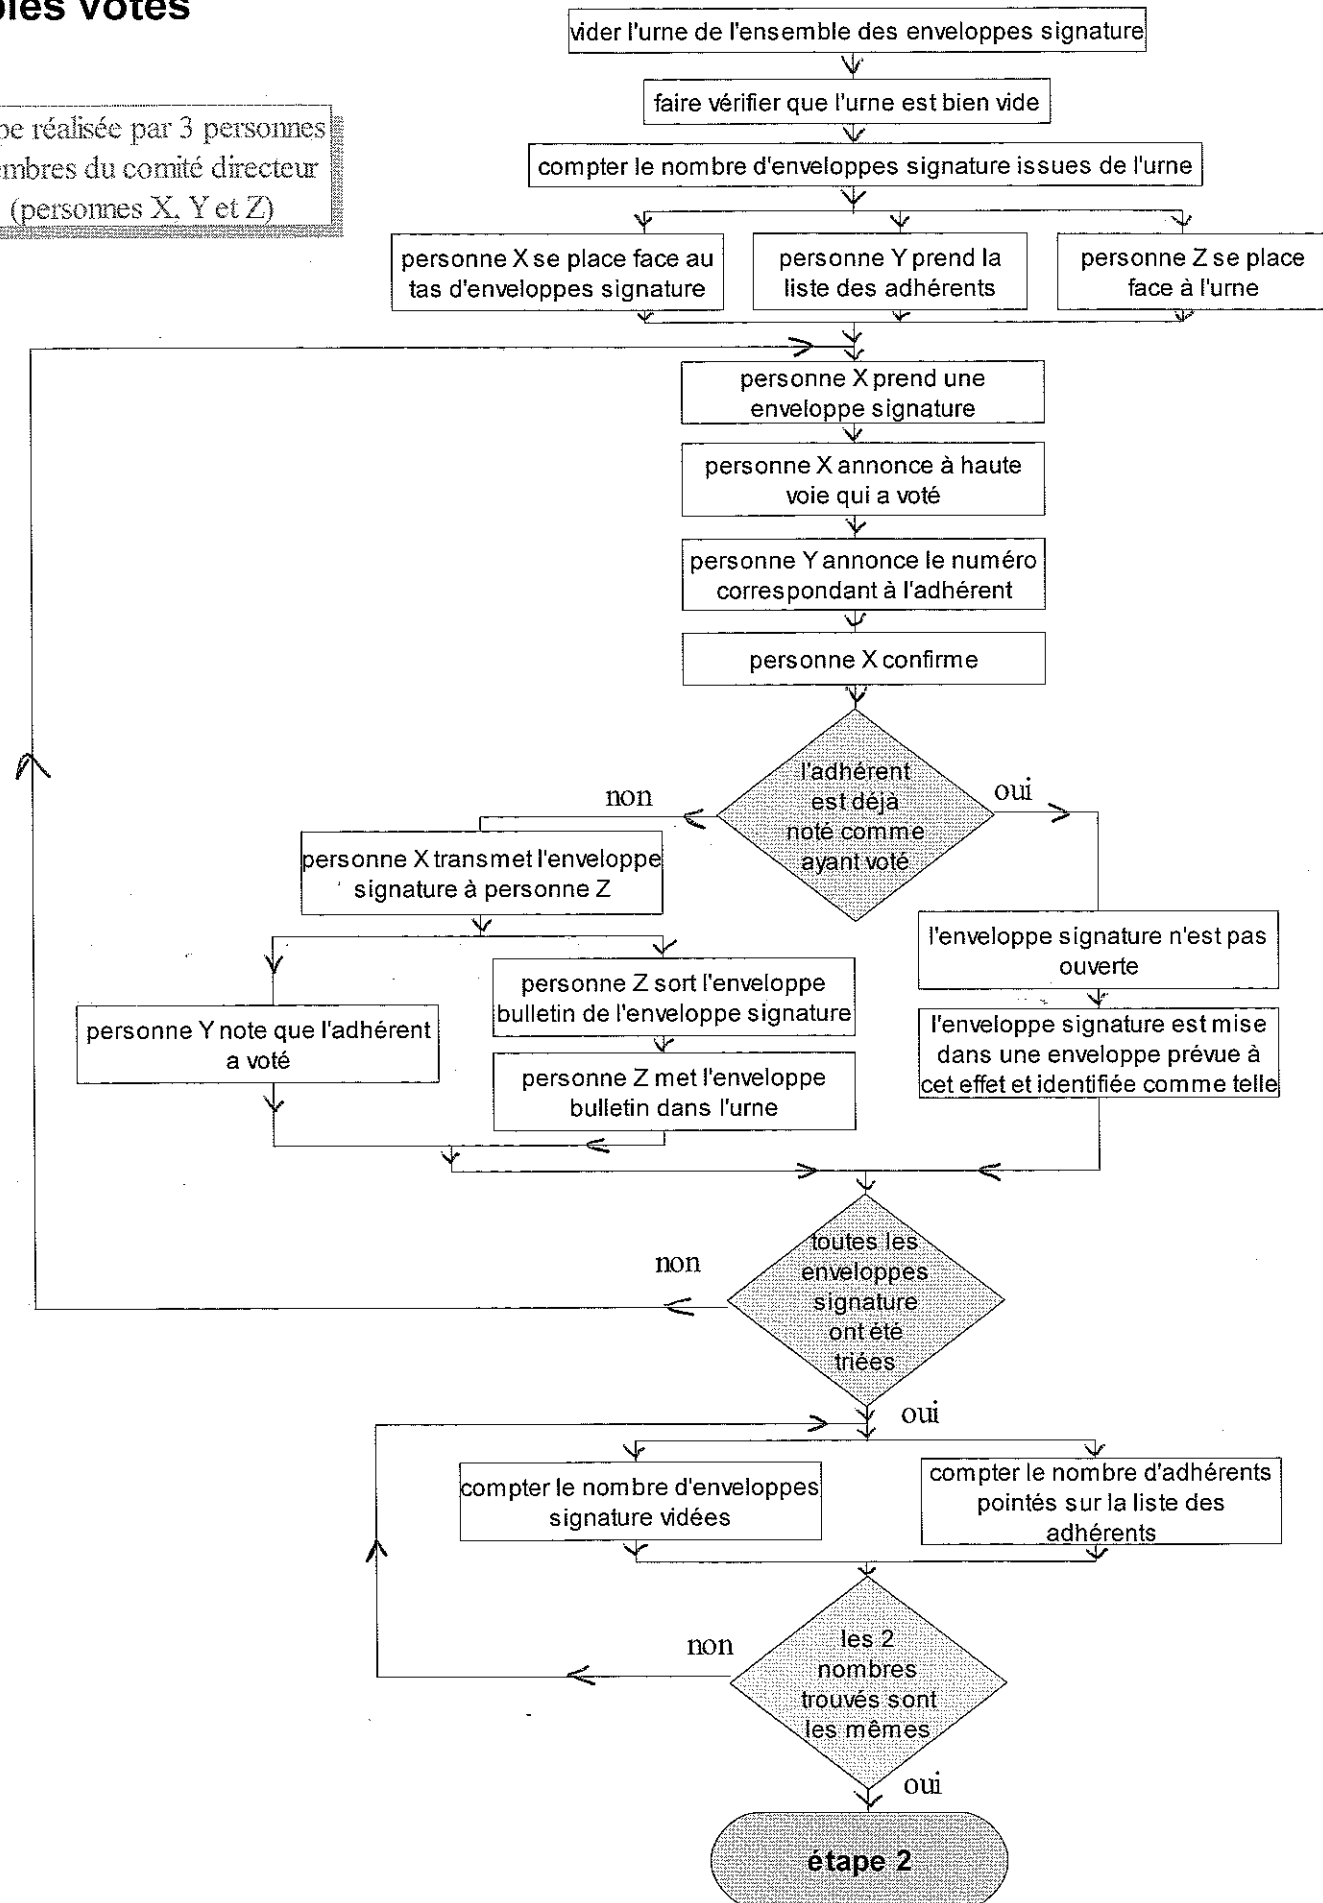 votes
vider l'urne de l'ensemble des enveloppes signature
faire vérifier que l'urne est bien vide
réalisée par 3 personnes
du comité directeur
(personnes X, Y et Z)
compter le nombre d'enveloppes signature issues de l'urne
personne X se place face au
tas d'enveloppes signature
personne Y prend la
liste des adhérents
personne Z se place
face à l'urne
personne X prend une
enveloppe signature
personne X annonce à haute
voie qui a voté
personne Y annonce le numéro
correspondant à l'adhérent
personne X confirme
l'adhérent
est déjà
noté comme
ayant voté
non
oui
personne X transmet l'enveloppe
signature à personne Z
l'enveloppe signature n'est pas
ouverte
personne Y note que l'adhérent
a voté
personne Z sort l'enveloppe
bulletin de l'enveloppe signature
personne Z met l'enveloppe
bulletin dans l'urne
l'enveloppe signature est mise
dans une enveloppe prévue à
cet effet et identifiée comme telle
toutes les
enveloppes
signature
ont été
triées
non
oui
compter le nombre d'enveloppes
signature vidées
compter le nombre d'adhérents
pointés sur la liste des
adhérents
les 2
nombres
trouvés sont
les mêmes
non
oui
étape 2